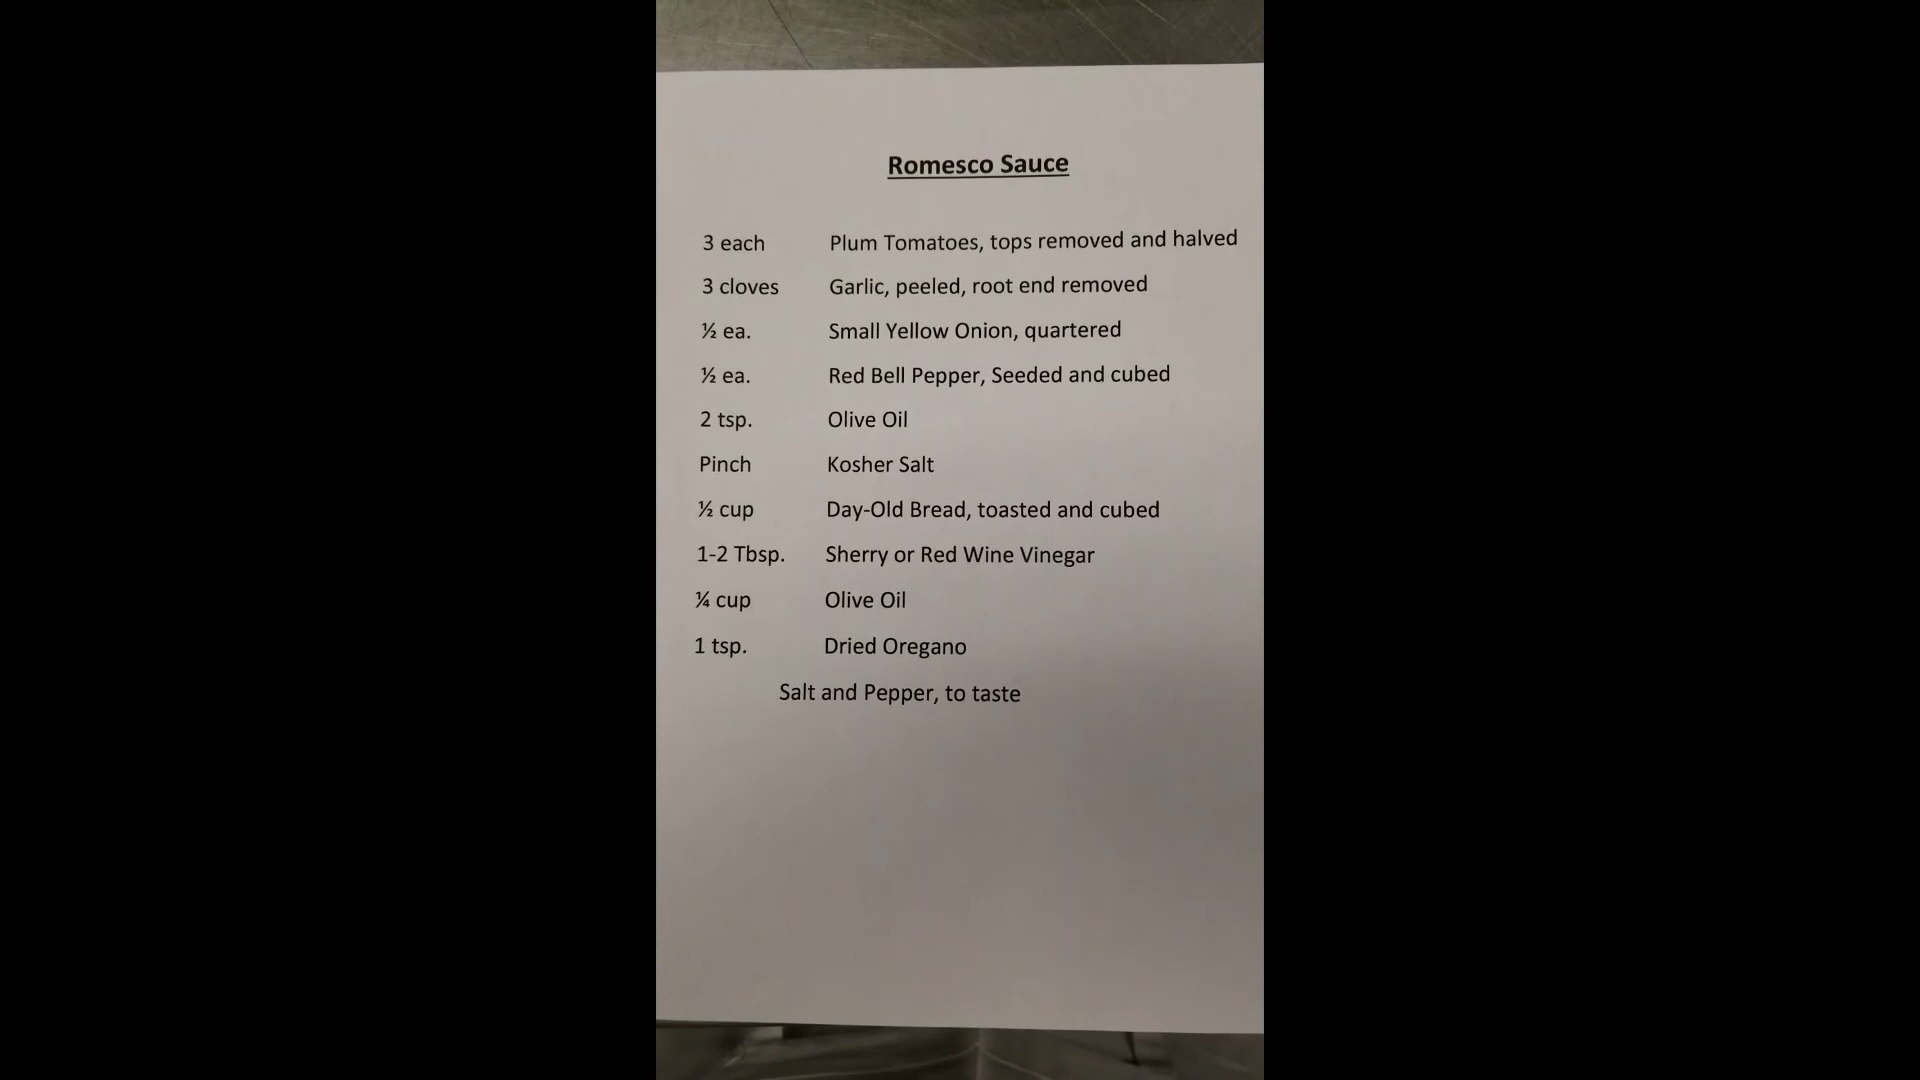 Romesco Sauce
3 each Plum Tomatoes, tops removed and halved
3 cloves Garlic, peeled, root end removed
½ ea. Small Yellow Onion, quartered
½ ea. Red Bell Pepper, Seeded and cubed
2 tsp. Olive Oil
Pinch Kosher Salt
½ cup Day-Old Bread, toasted and cubed
1-2 Tbsp. Sherry or Red Wine Vinegar
¼ cup Olive Oil
1 tsp. Dried Oregano
Salt and Pepper, to taste